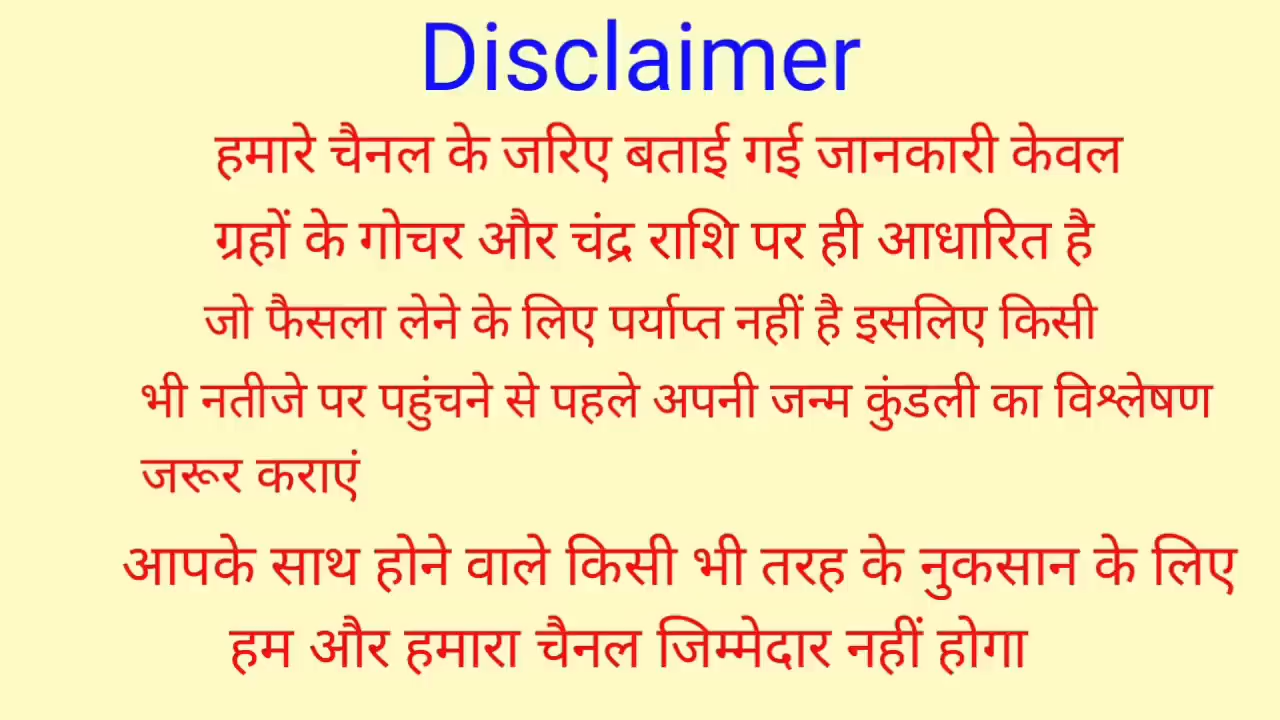 Disclaimer
हमारे चैनल के जरिए बताई गई जानकारी केवल
ग्रहों के गोचर और चंद्र राशि पर ही आधारित है
जो फैसला लेने के लिए पर्याप्त नहीं है इसलिए किसी
भी नतीजे पर पहुंचने से पहले अपनी जन्म कुंडली का विश्लेषण
जरूर कराएं
आपके साथ होने वाले किसी भी तरह के नुकसान के लिए
हम और हमारा चैनल जिम्मेदार नहीं होगा